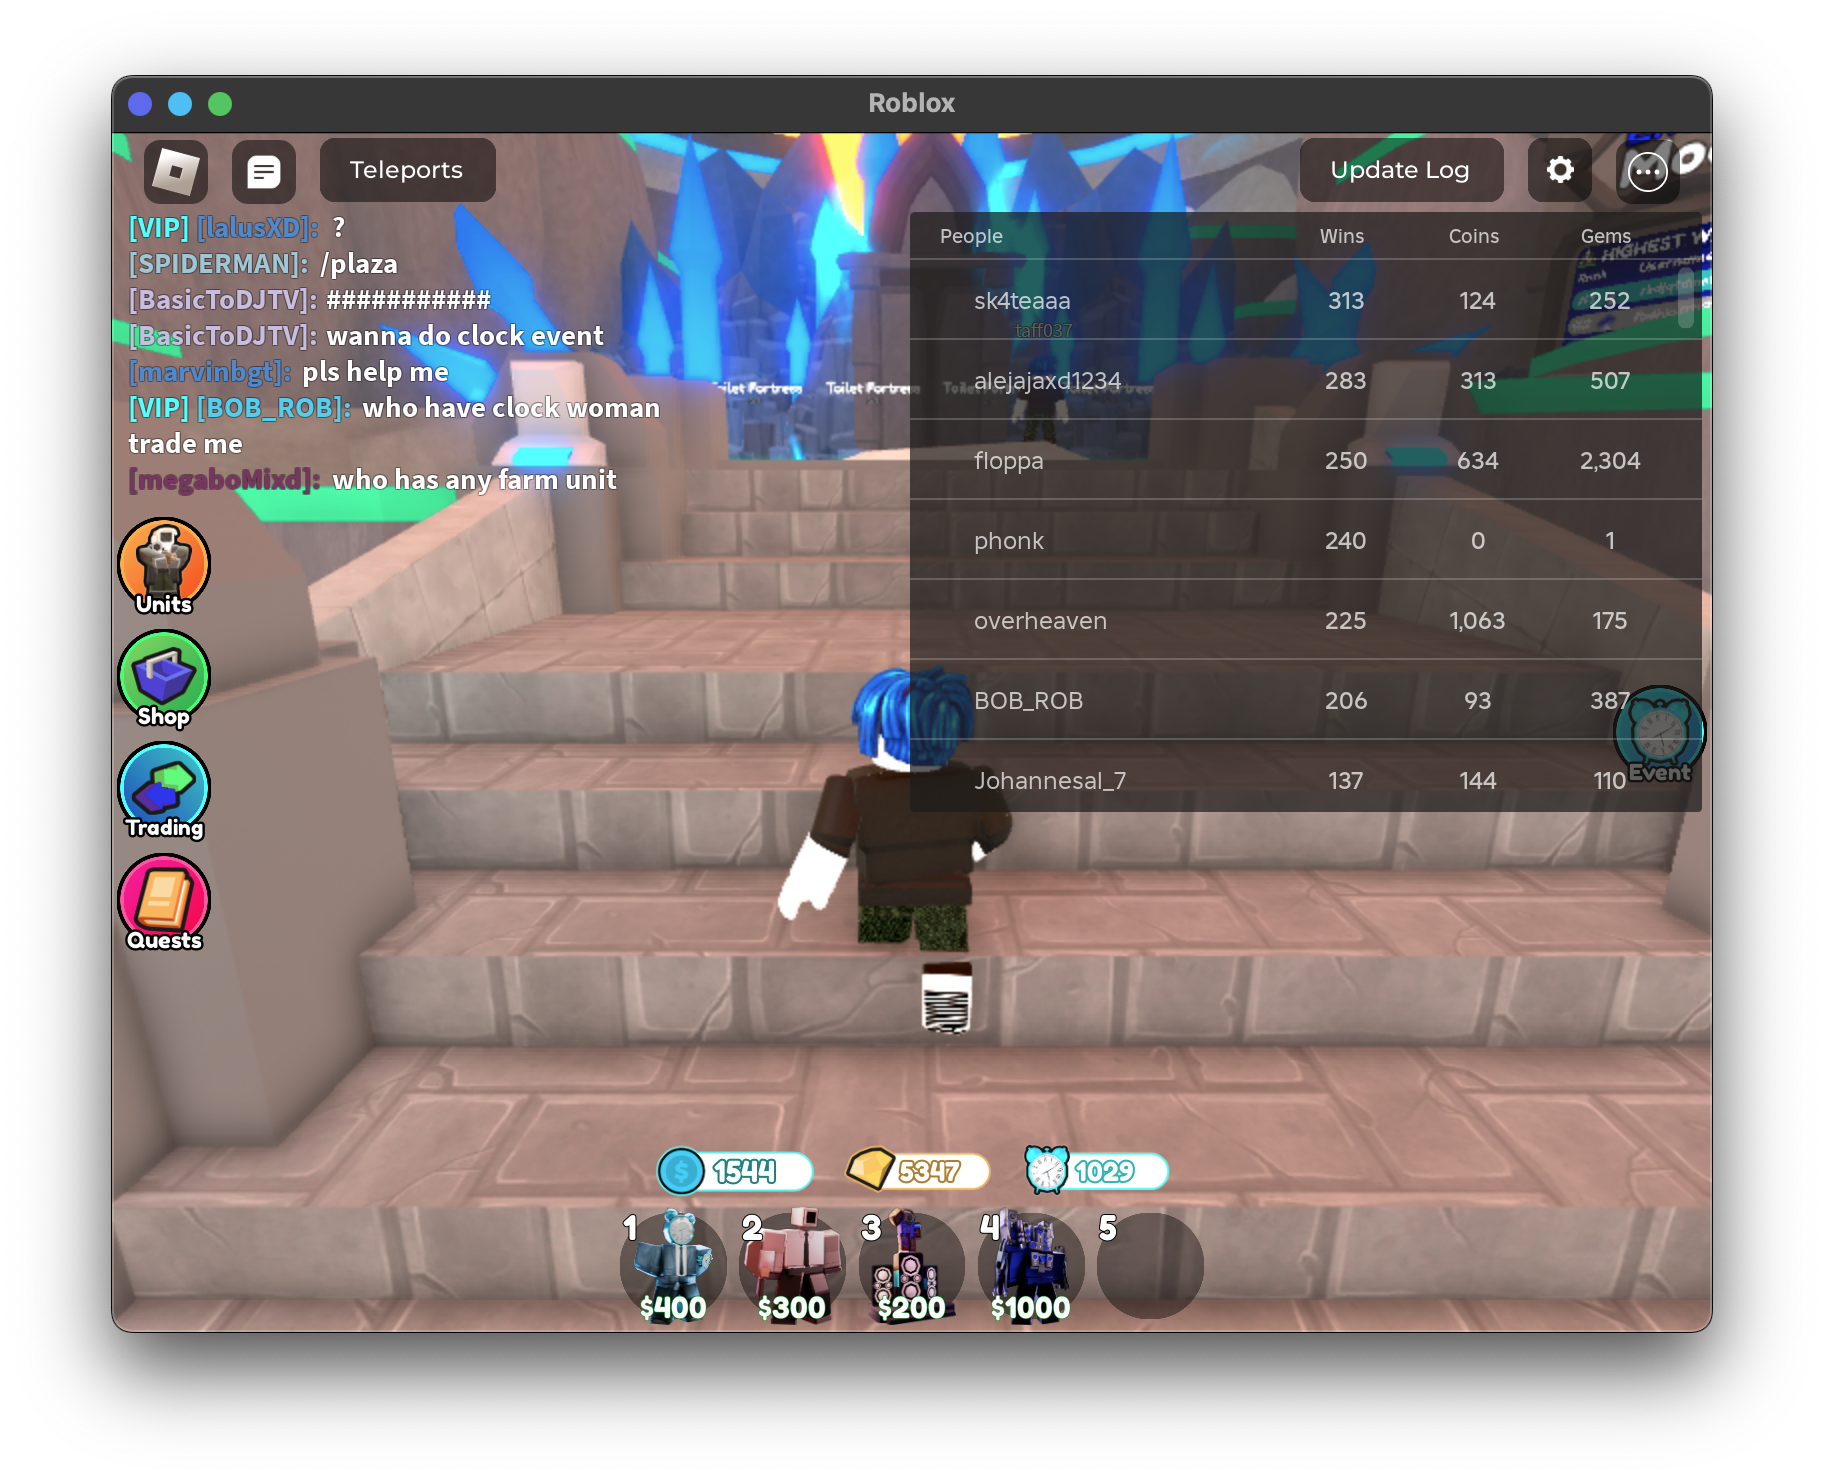 Roblox
Teleports
Update Log
[VIP] [lalusXD]: ?
[SPIDERMAN]: /plaza
[BasicToDJTV]: ###########
[BasicToDJTV]: wanna do clock event
[marvinbgt]: pls help me
[VIP] [BOB_ROB]: who have clock woman
trade me
[megaboMixd]: who has any farm unit
People Wins Coins Gems
sk4teaaa 313 124 252
taff037
alejajaxd1234 283 313 507
floppa 250 634 2,304
phonk 240 0 1
overheaven 225 1,063 175
BOB_ROB 206 93 387
Johannesal_7 137 144 110
HIGHEST
Toilet Fortress
Units
Shop
Trading
Quests
Event
1544 5347 1029
1 2 3 4 5
$400 $300 $200 $1000